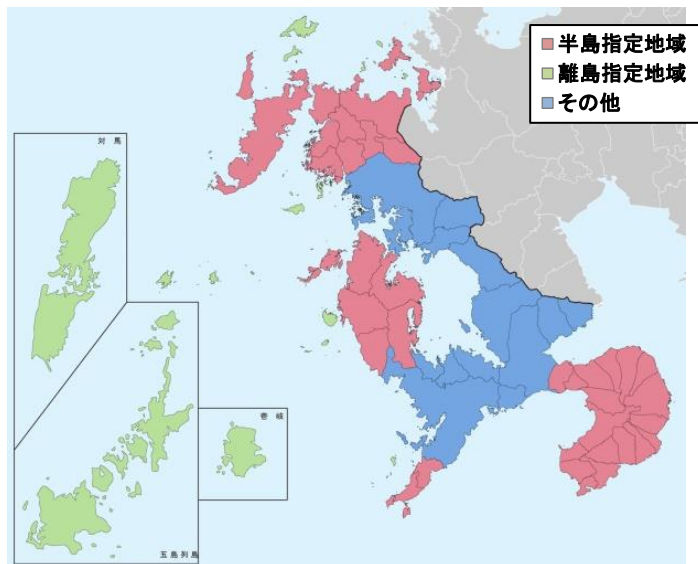 半島指定地域
離島指定地域
その他
対馬
壱岐
五島列島